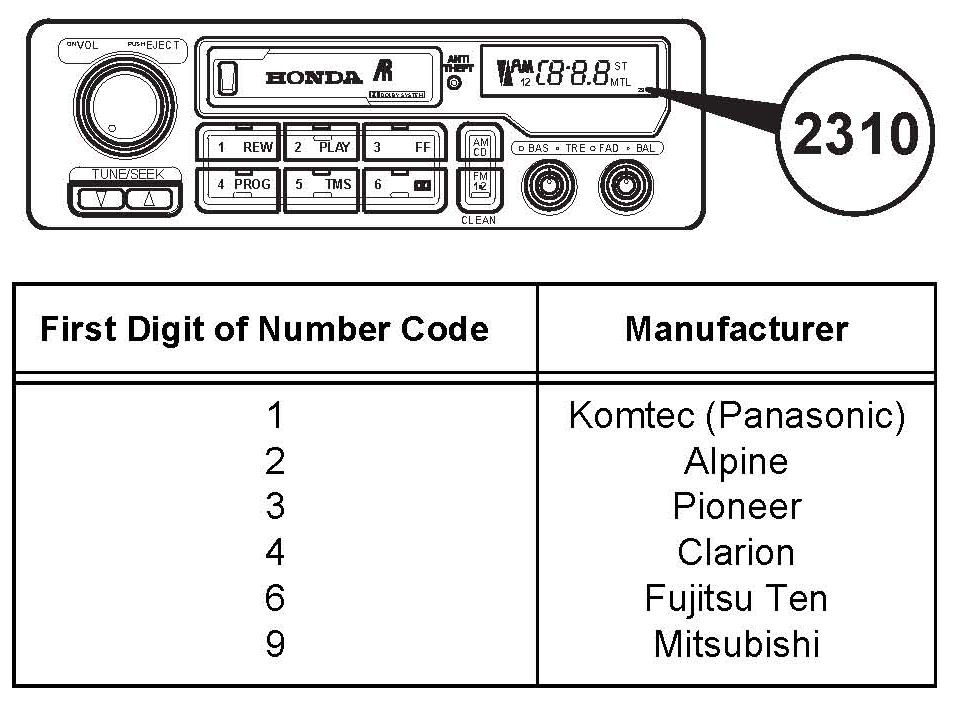 ON VOL PUSH EJECT
ANTI THEFT
HONDA
DOLBY SYSTEM
AM 18:8.8 ST
12 MTL
2310
1 REW 2 PLAY 3 FF
AM CD
BAS TRE FAD BAL
TUNE/SEEK
4 PROG 5 TMS 6
FM 1·2
CLEAN
First Digit of Number Code Manufacturer
1 Komtec (Panasonic)
2 Alpine
3 Pioneer
4 Clarion
6 Fujitsu Ten
9 Mitsubishi